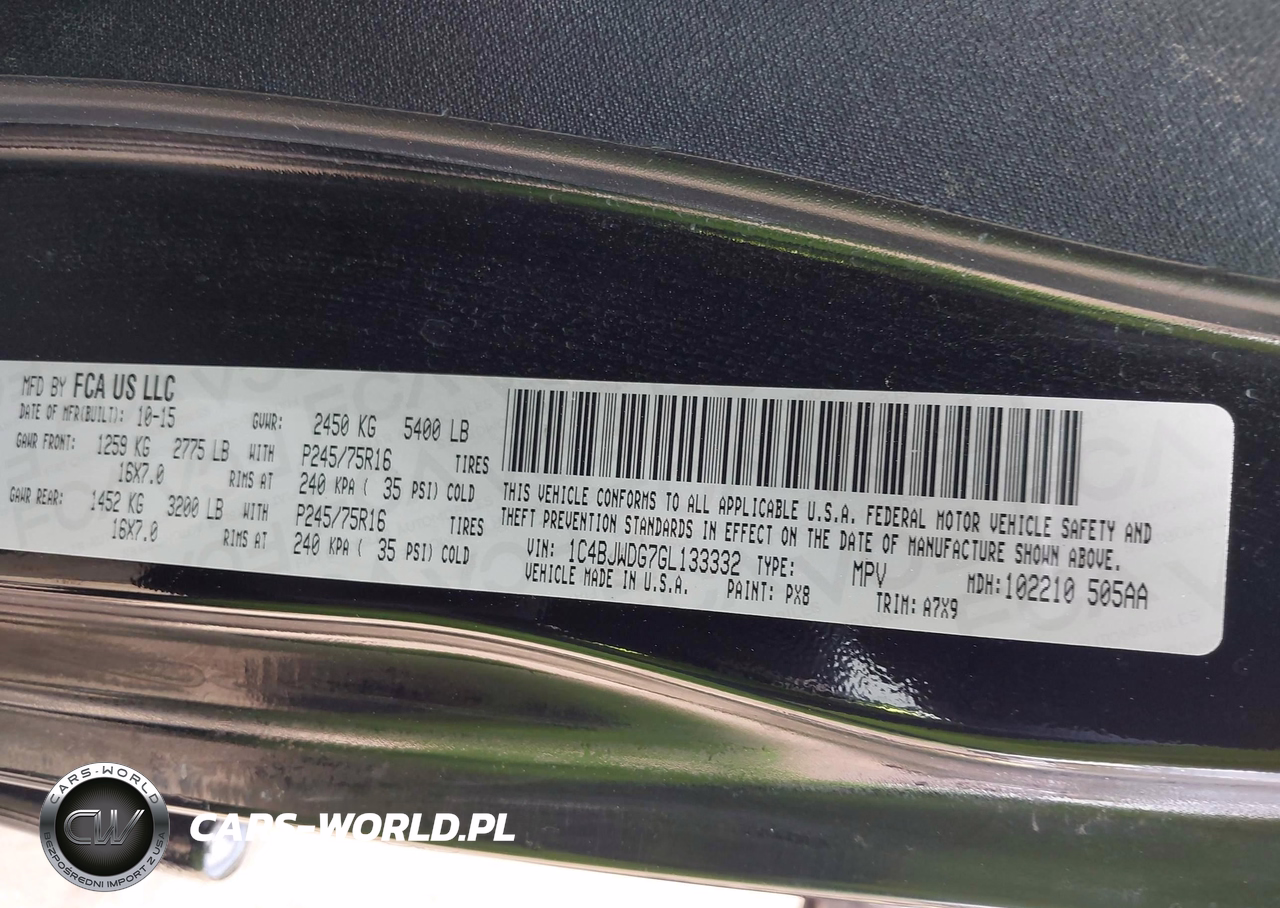 MFD BY FCA US LLC
DATE OF MFR(BUILT): 10-15 GVWR: 2450 KG 5400 LB
GAWR FRONT: 1259 KG 2775 LB WITH P245/75R16 TIRES
16X7.0 RIMS AT 240 KPA ( 35 PSI) COLD
GAWR REAR: 1452 KG 3200 LB WITH P245/75R16 TIRES
16X7.0 RIMS AT 240 KPA ( 35 PSI) COLD
THIS VEHICLE CONFORMS TO ALL APPLICABLE U.S.A. FEDERAL MOTOR VEHICLE SAFETY AND
THEFT PREVENTION STANDARDS IN EFFECT ON THE DATE OF MANUFACTURE SHOWN ABOVE.
VIN: 1C4BJWDG7GL133332 TYPE: MPV MDH:102210 505AA
VEHICLE MADE IN U.S.A. PAINT: PX8 TRIM: A7X9
CARS-WORLD
CW
BEZPOŚREDNI IMPORT Z USA
CARS-WORLD.PL